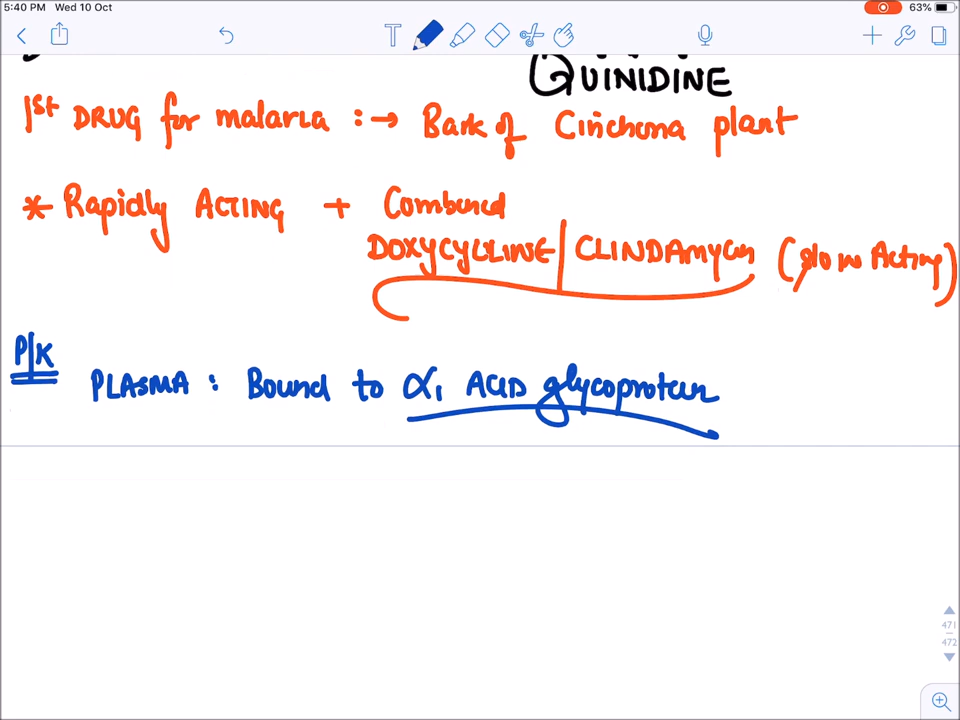 5:40 PM Wed 10 Oct
63%
T
QUINIDINE
1st DRUG for malaria :→ Bark of Cinchona plant
* Rapidly ACTING + Combined
DOXYCYCLINE | CLINDAMYCIN (slow Acting)
P|K
PLASMA : Bound to α1 ACID glycoprotein
471
472